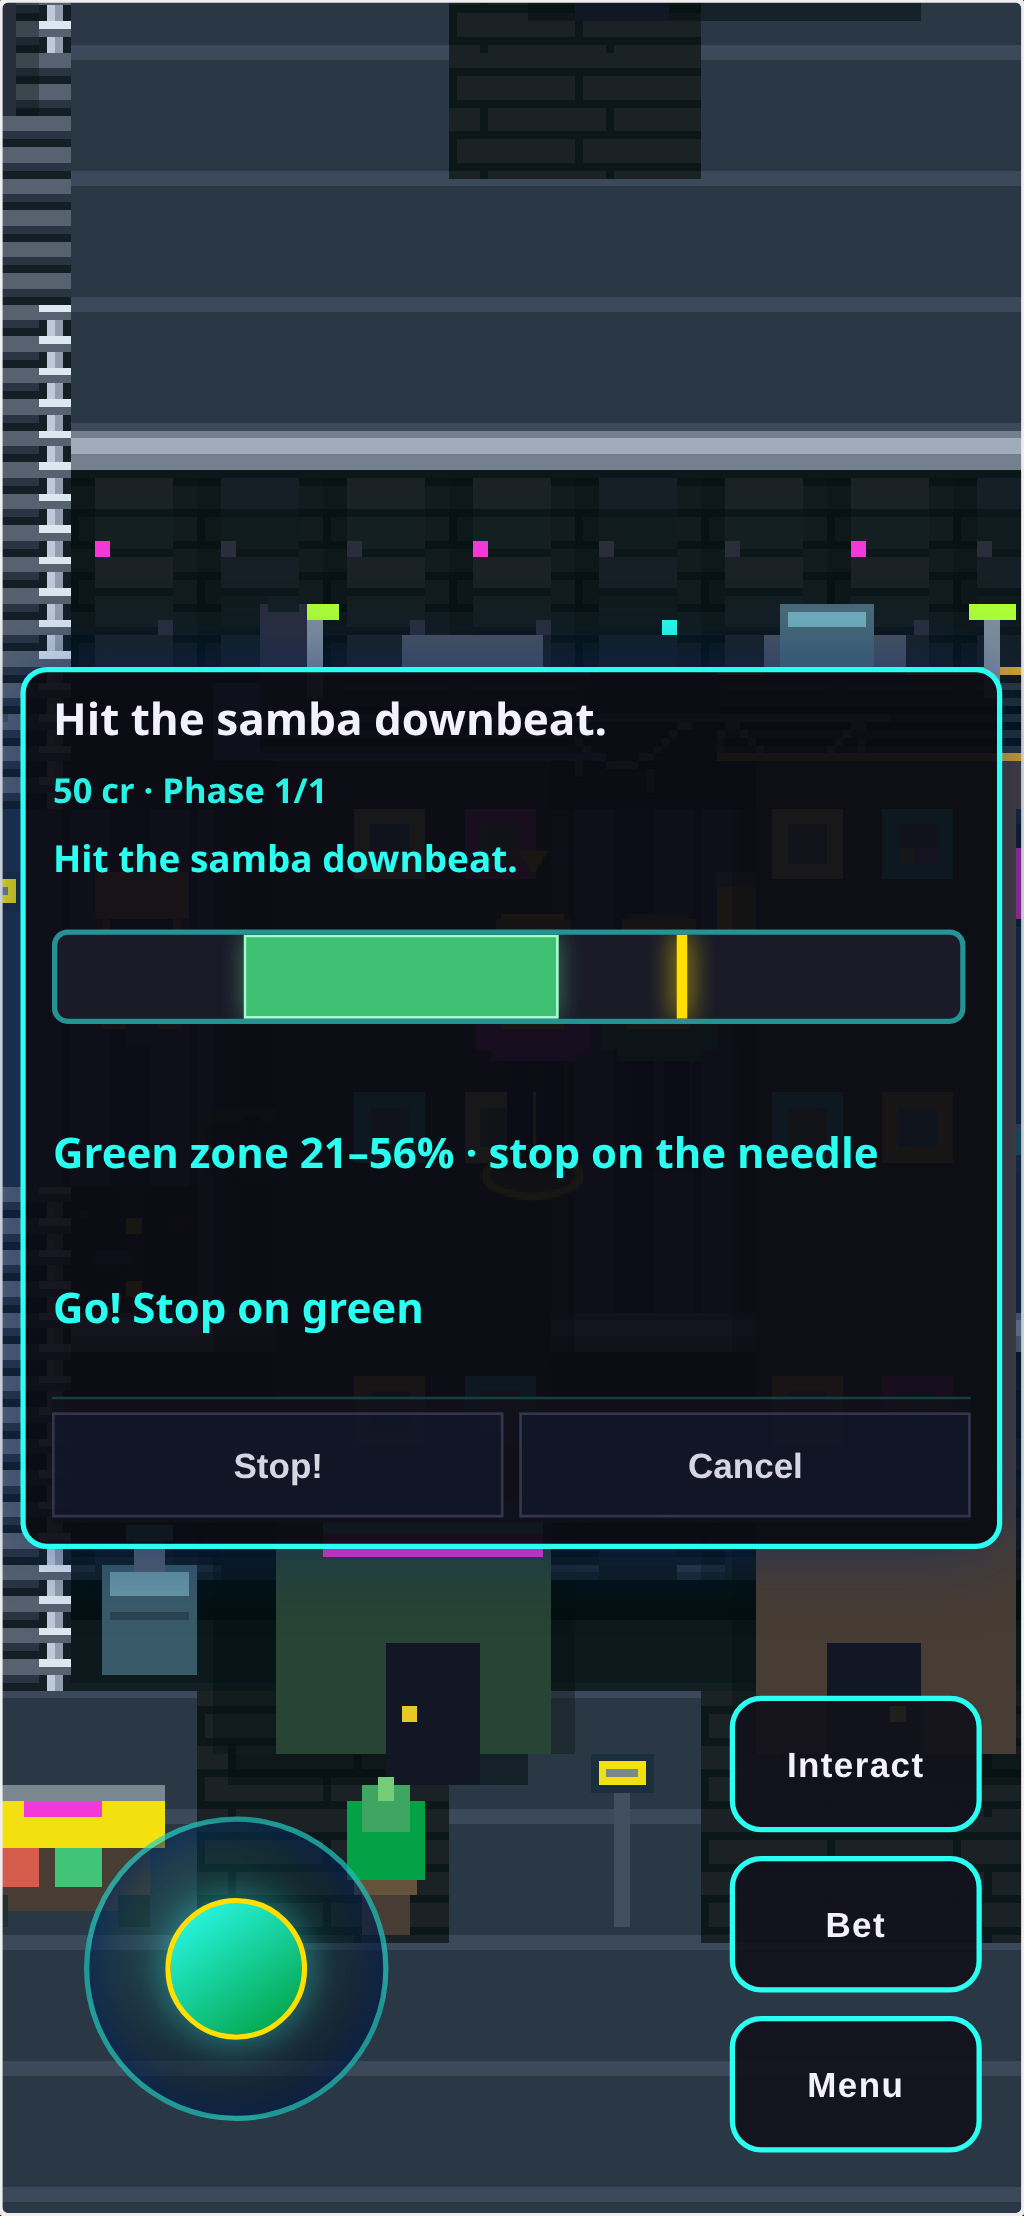 Hit the samba downbeat.
50 cr · Phase 1/1
Hit the samba downbeat.
Green zone 21–56% · stop on the needle
Go! Stop on green
Stop!
Cancel
Interact
Bet
Menu